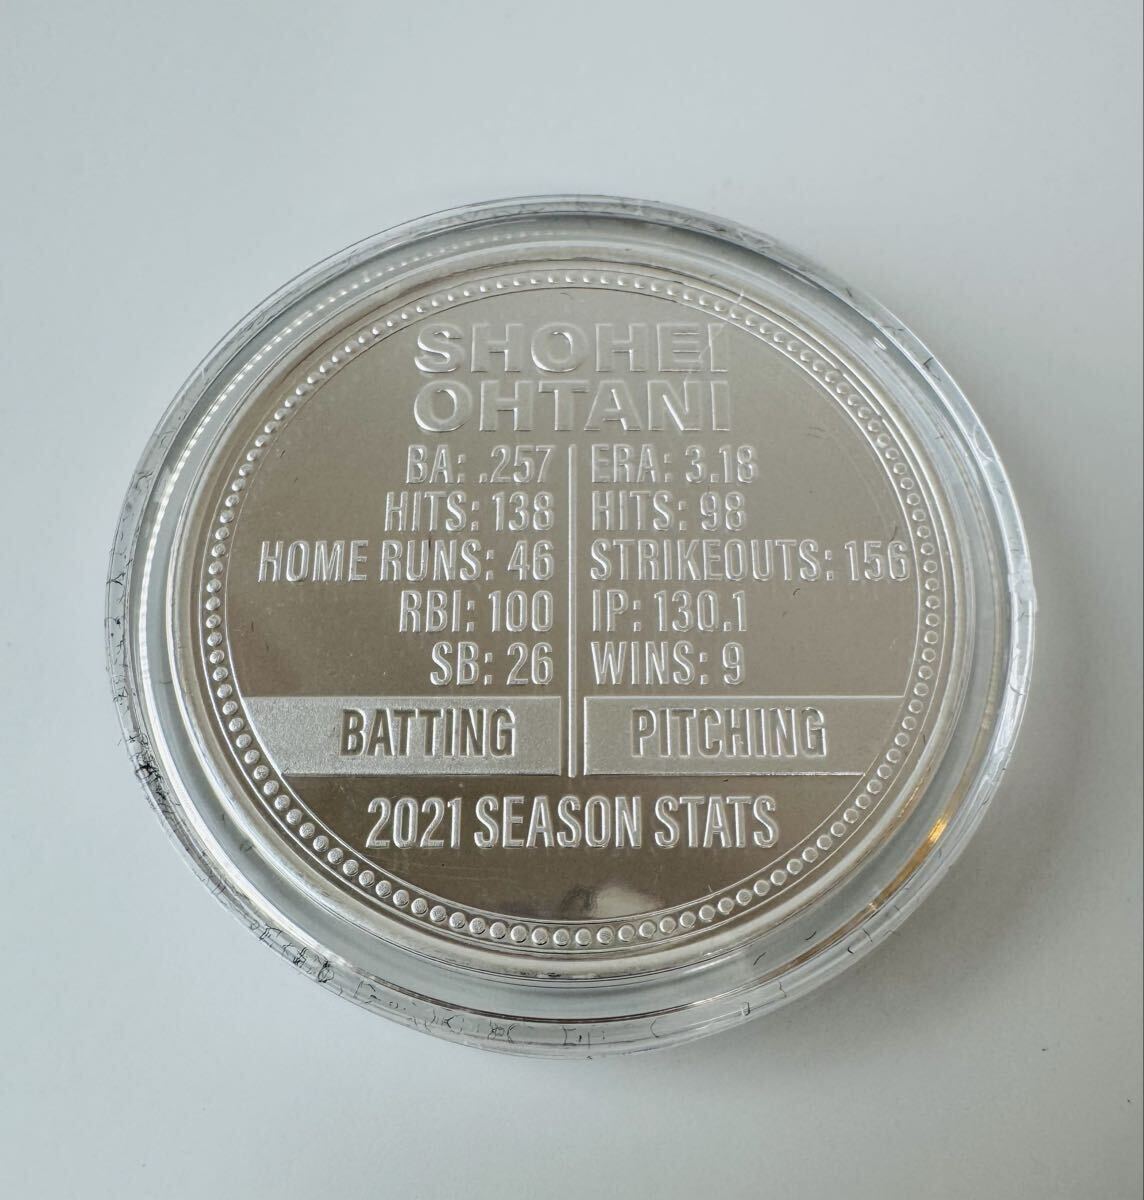 SHOHEI
OHTANI
BA: .257
HITS: 138
HOME RUNS: 46
RBI: 100
SB: 26
BATTING
ERA: 3.18
HITS: 98
STRIKEOUTS: 156
IP: 130.1
WINS: 9
PITCHING
2021 SEASON STATS